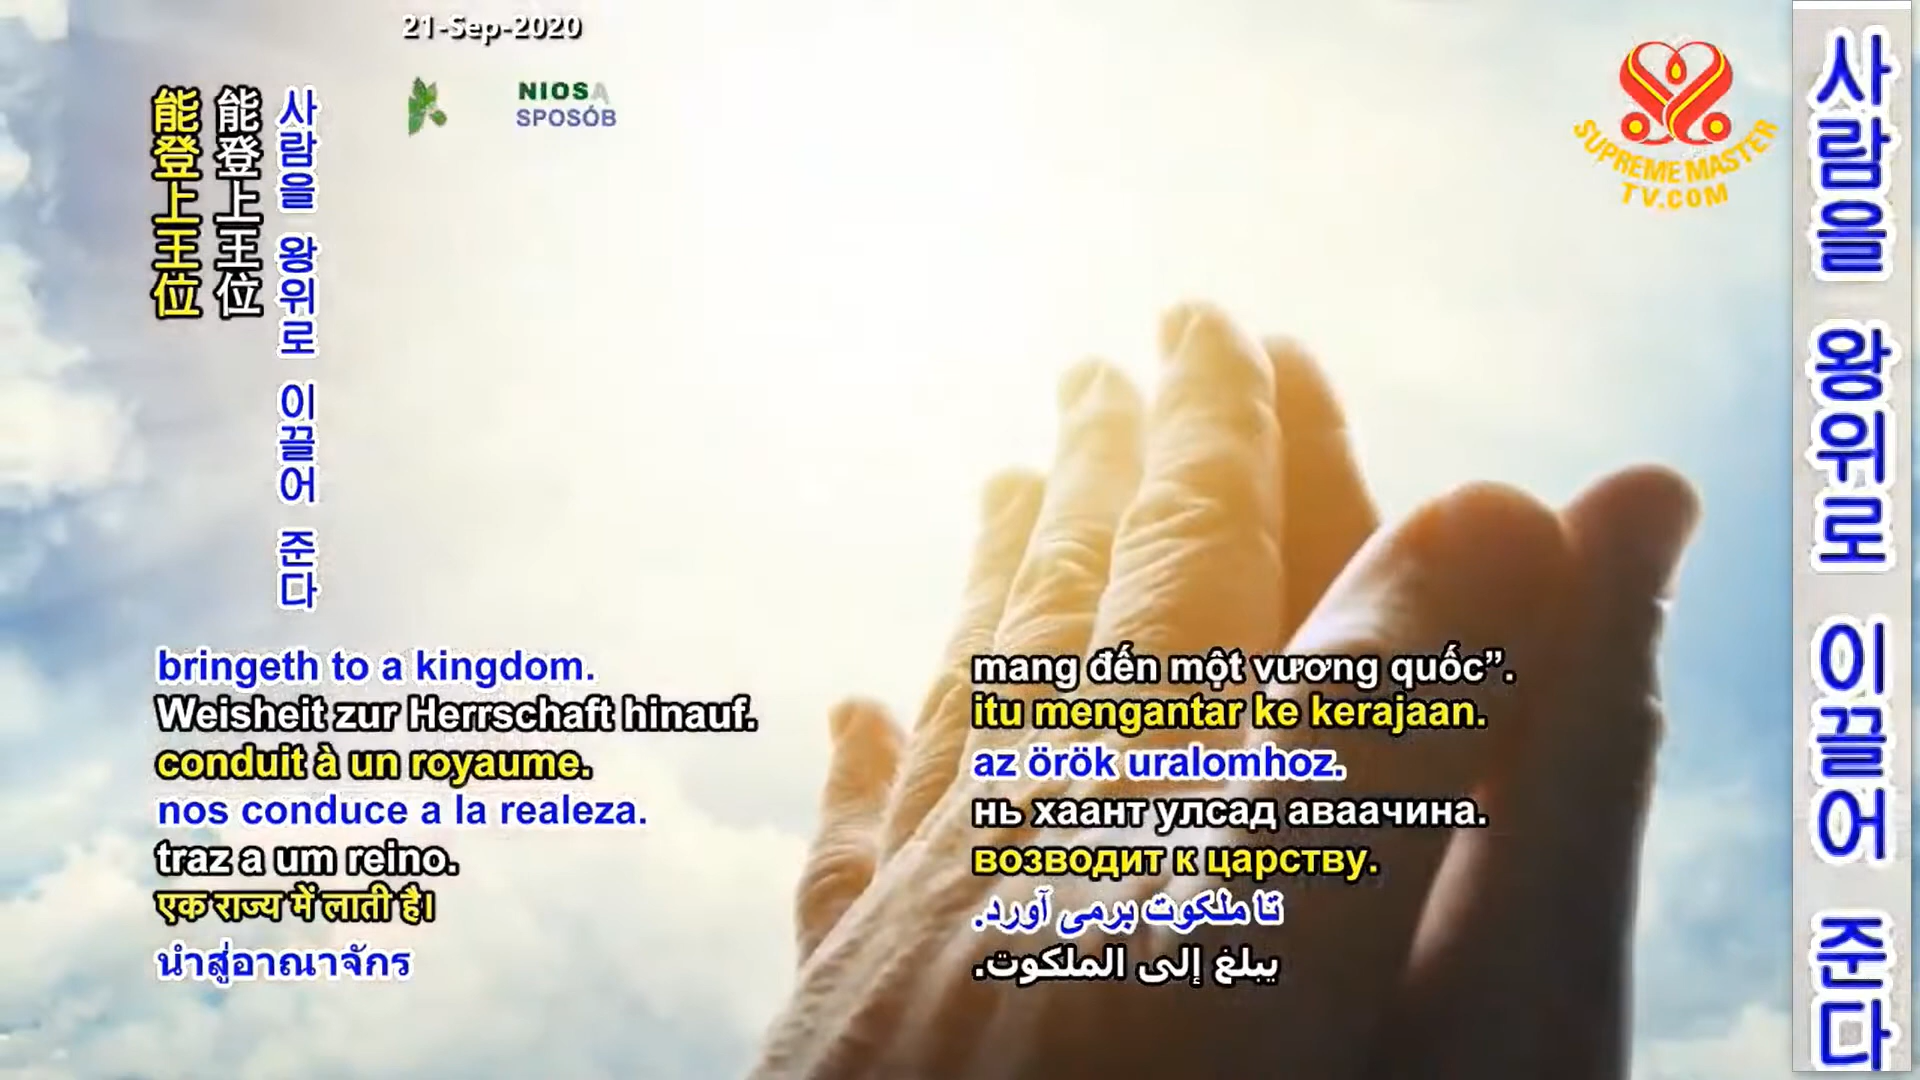 21-Sep-2020
NIOSA
SPOSÓB
SUPREME MASTER
TV.COM
能登上王位
能登上王位
사람을 왕위로 이끌어 준다
bringeth to a kingdom.
Weisheit zur Herrschaft hinauf.
conduit à un royaume.
nos conduce a la realeza.
traz a um reino.
एक राज्य में लाती है।
นำสู่อาณาจักร
mang đến một vương quốc”.
itu mengantar ke kerajaan.
az örök uralomhoz.
нь хаант улсад аваачина.
возводит к царству.
تا ملکوت برمی آورد.
يبلغ إلى الملكوت.
사람을 왕위로 이끌어 준다